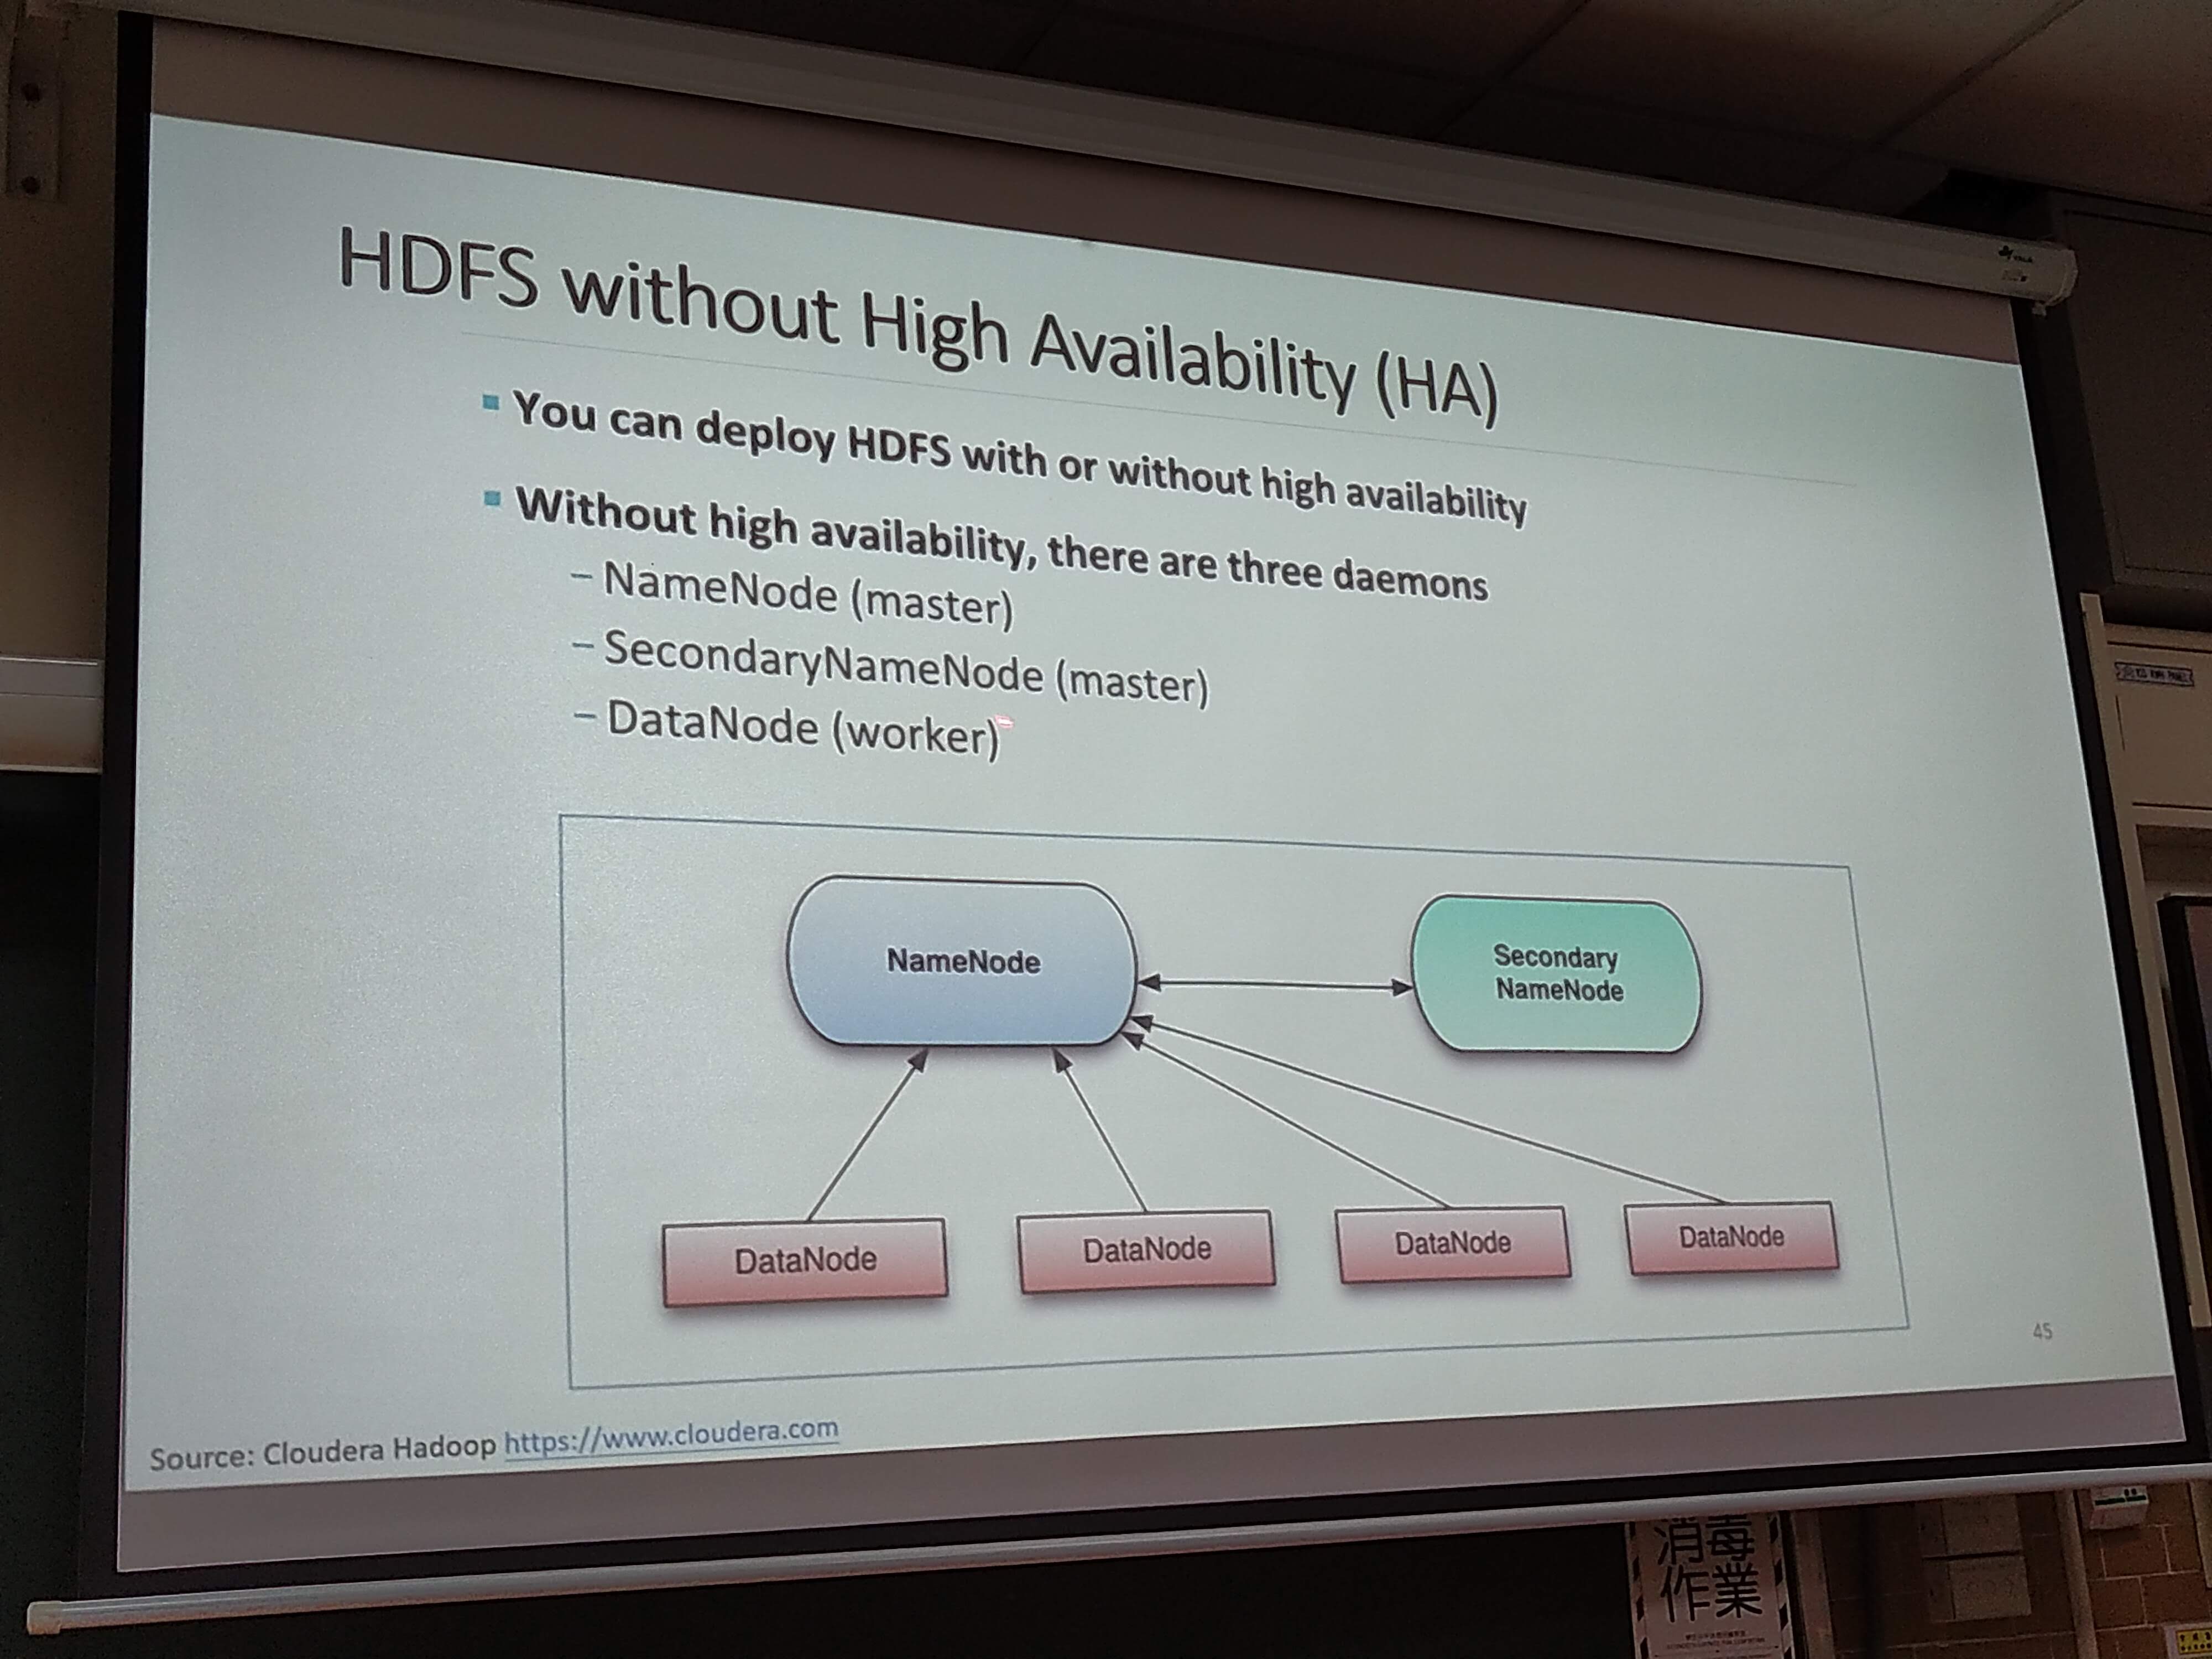 HDFS without High Availability (HA)
▪ You can deploy HDFS with or without high availability
▪ Without high availability, there are three daemons
– NameNode (master)
– SecondaryNameNode (master)
– DataNode (worker)
NameNode
Secondary
NameNode
DataNode
DataNode
DataNode
DataNode
45
Source: Cloudera Hadoop https://www.cloudera.com
消毒
作業